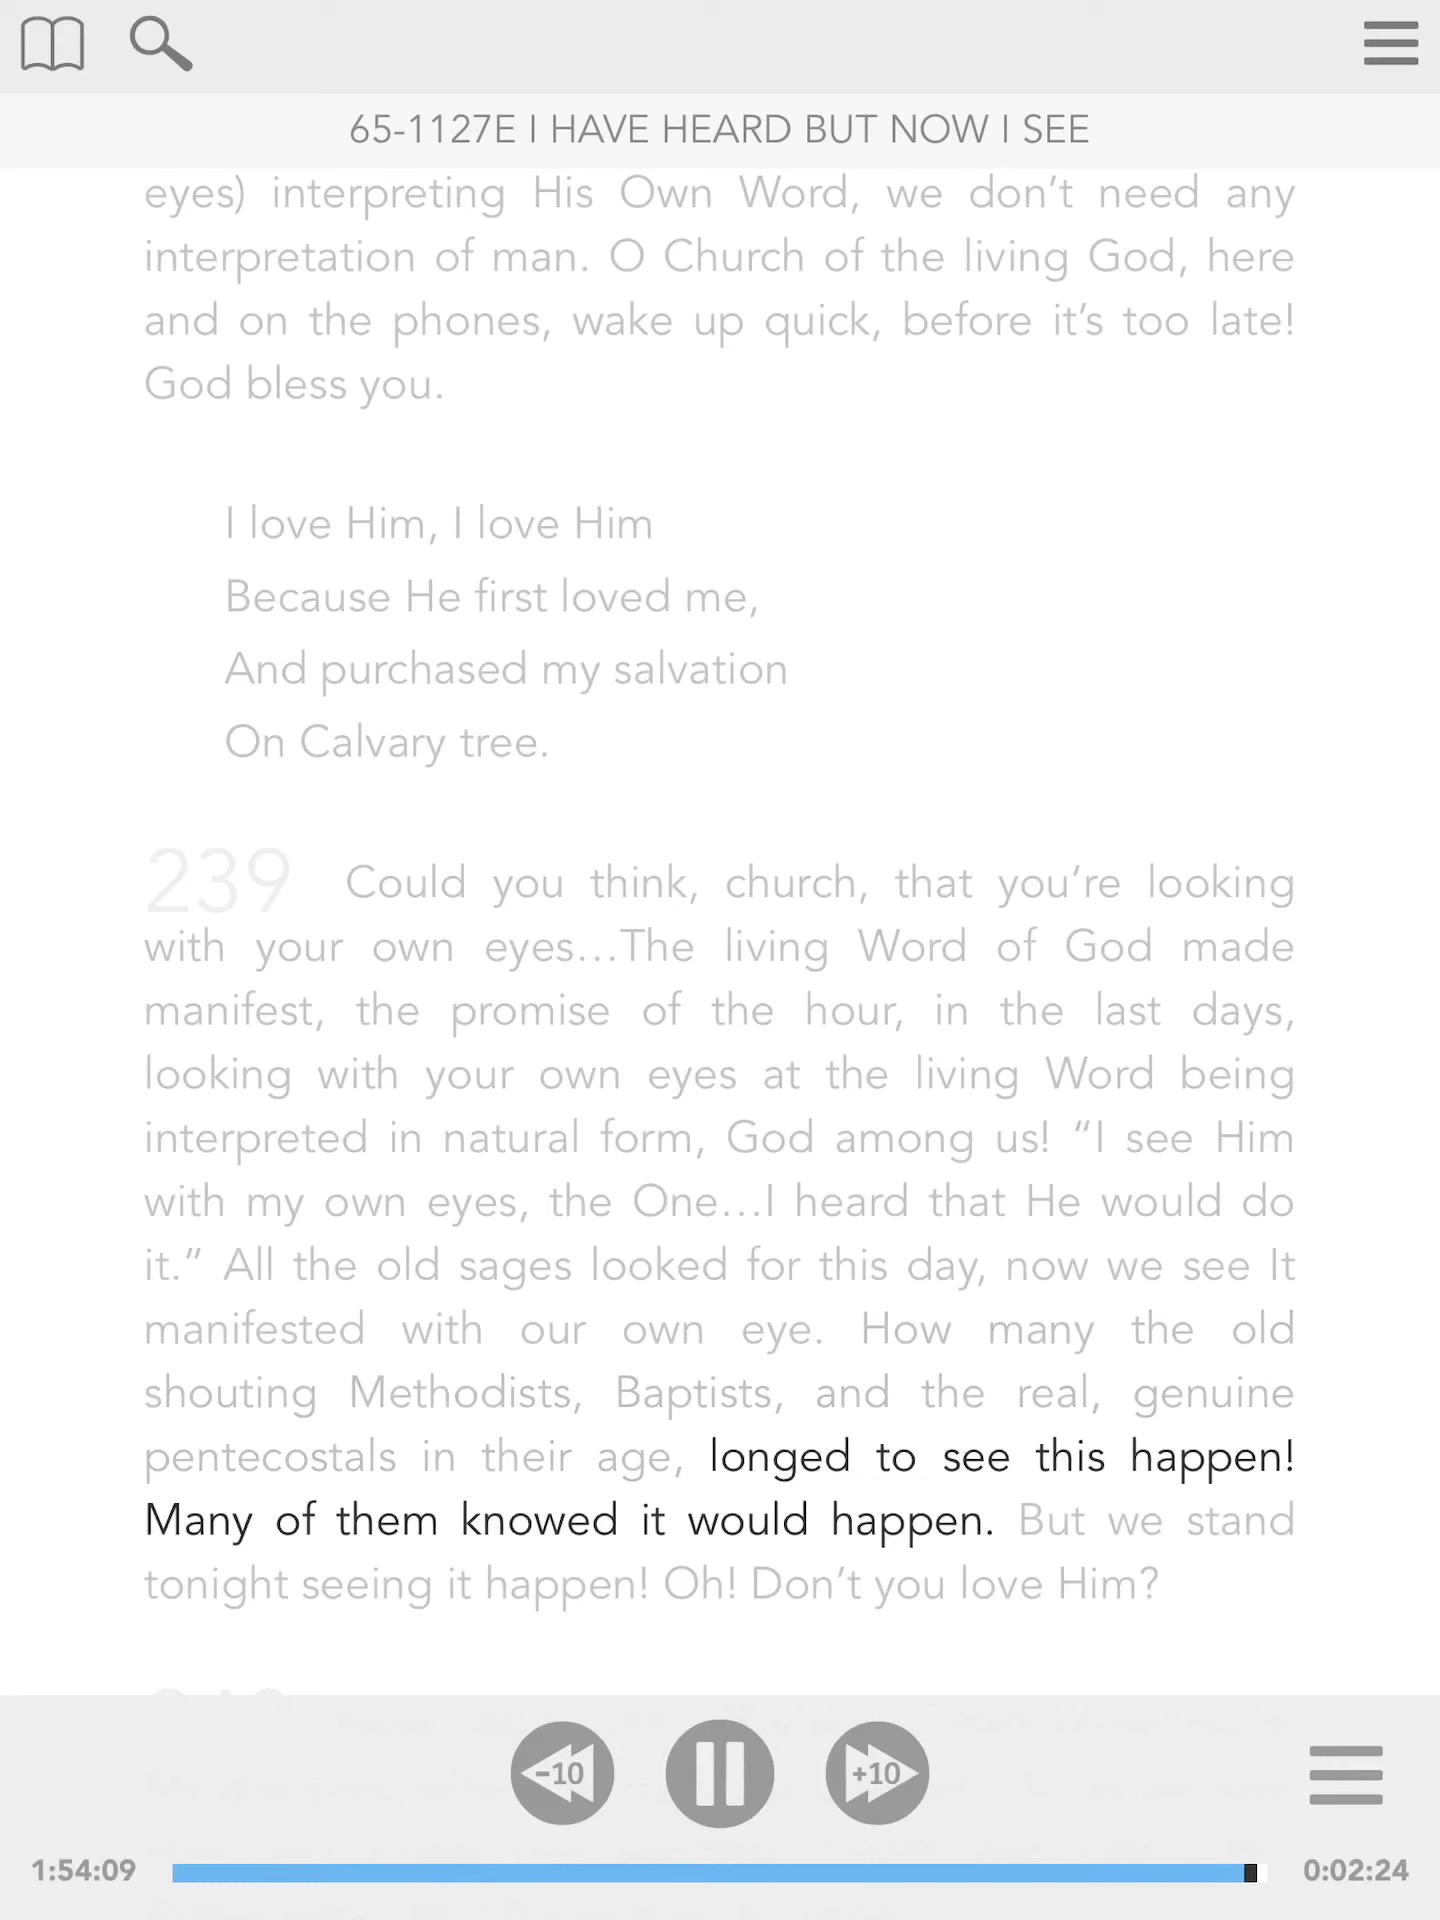 65-1127E I HAVE HEARD BUT NOW I SEE
eyes) interpreting His Own Word, we don’t need any
interpretation of man. O Church of the living God, here
and on the phones, wake up quick, before it’s too late!
God bless you.
I love Him, I love Him
Because He first loved me,
And purchased my salvation
On Calvary tree.
239 Could you think, church, that you’re looking
with your own eyes…The living Word of God made
manifest, the promise of the hour, in the last days,
looking with your own eyes at the living Word being
interpreted in natural form, God among us! “I see Him
with my own eyes, the One…I heard that He would do
it.” All the old sages looked for this day, now we see It
manifested with our own eye. How many the old
shouting Methodists, Baptists, and the real, genuine
pentecostals in their age, longed to see this happen!
Many of them knowed it would happen. But we stand
tonight seeing it happen! Oh! Don’t you love Him?
-10 +10
1:54:09 0:02:24